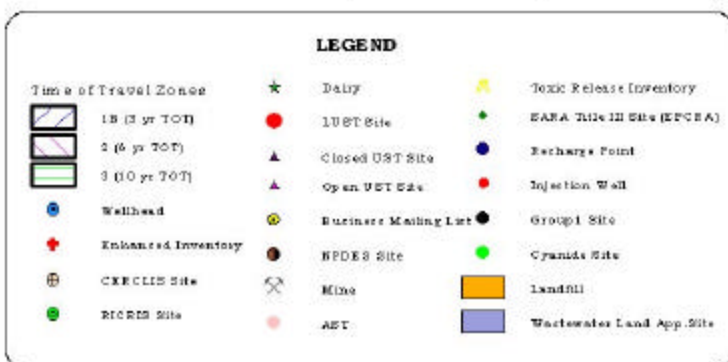 LEGEND
Time of Travel Zones
1B (3 yr TOT)
2 (6 yr TOT)
3 (10 yr TOT)
Wellhead
Enhanced Inventory
CERCLIS Site
RICRIS Site
Dairy
LUST Site
Closed UST Site
Open UST Site
Business Mailing List
NPDES Site
Mine
AST
Toxic Release Inventory
SARA Title III Site (EPCRA)
Recharge Point
Injection Well
Group1 Site
Cyanide Site
Landfill
Wastewater Land App.Site